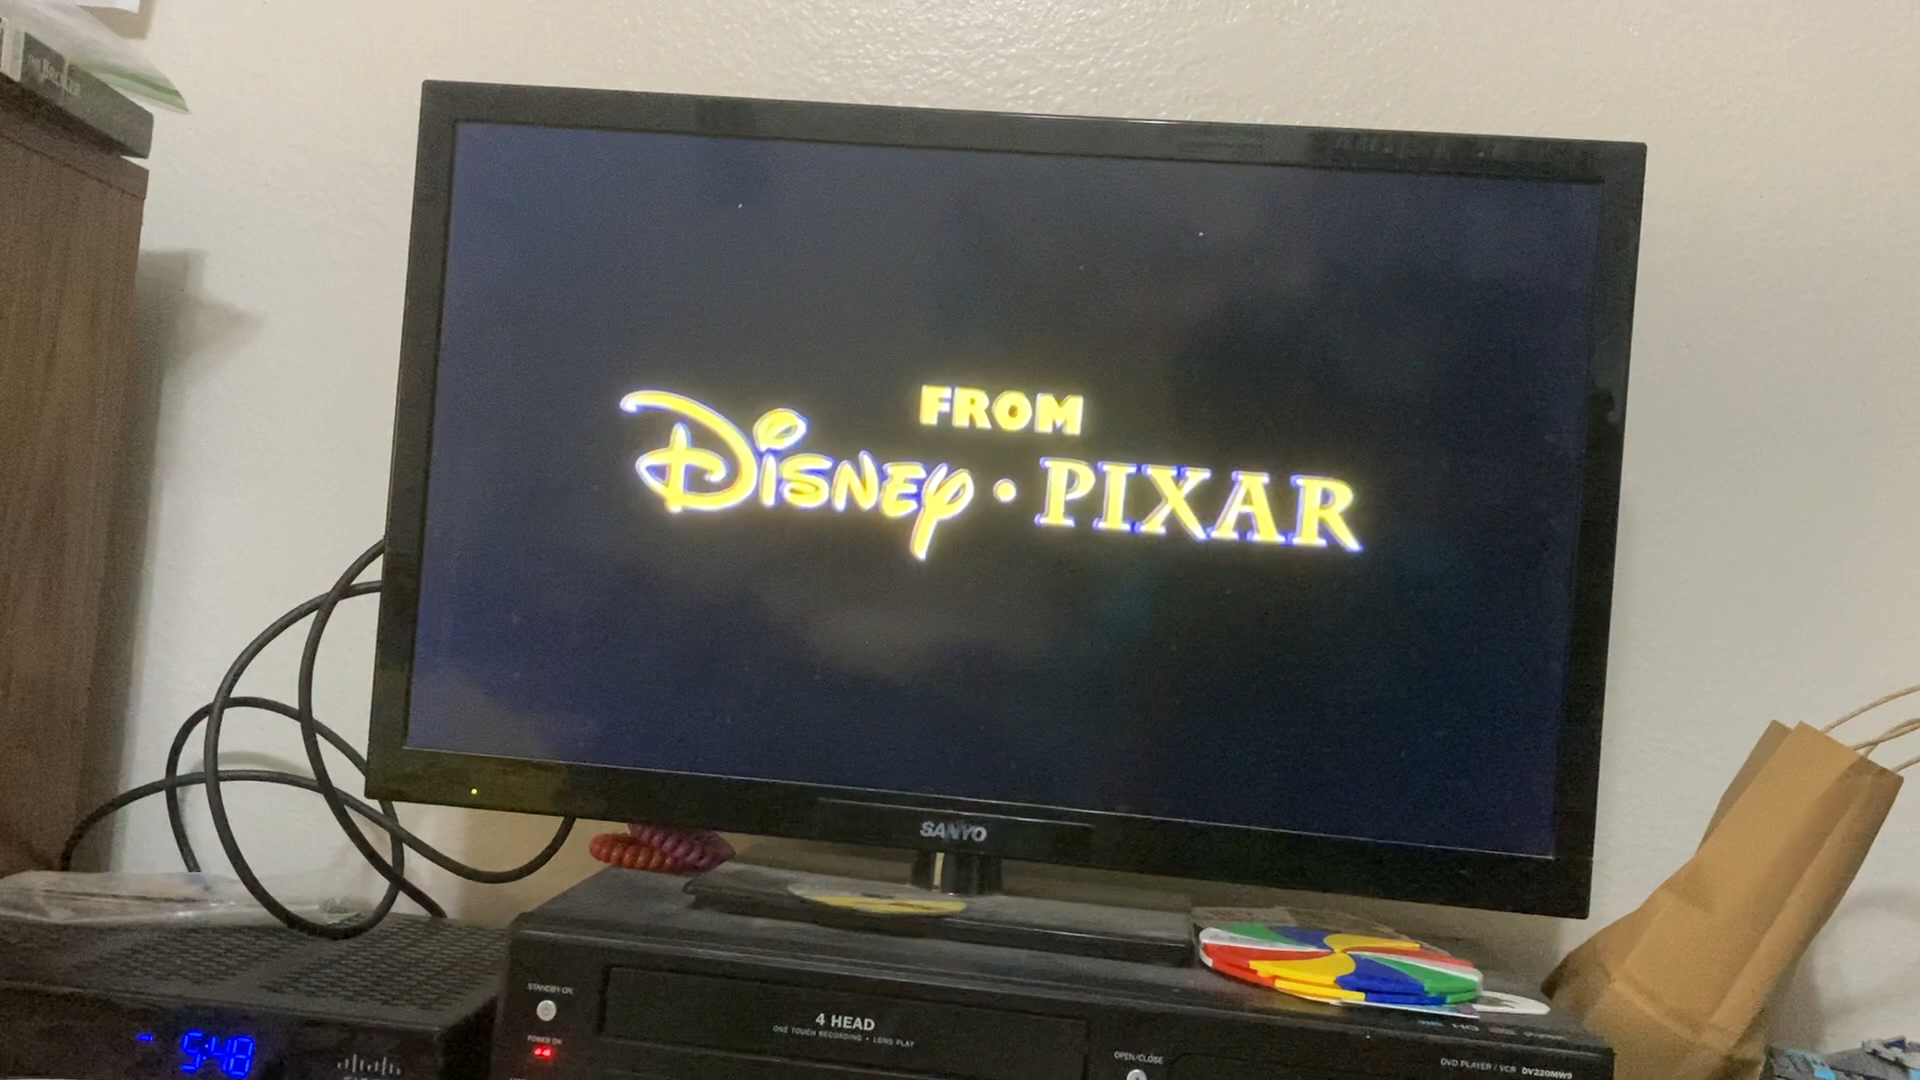 FROM
DISNEY • PIXAR
SANYO
STANDBY-ON
4 HEAD
ONE TOUCH RECORDING • LONG PLAY
POWER ON
5:48
OPEN/CLOSE
DVD PLAYER / VCR DV220MW9